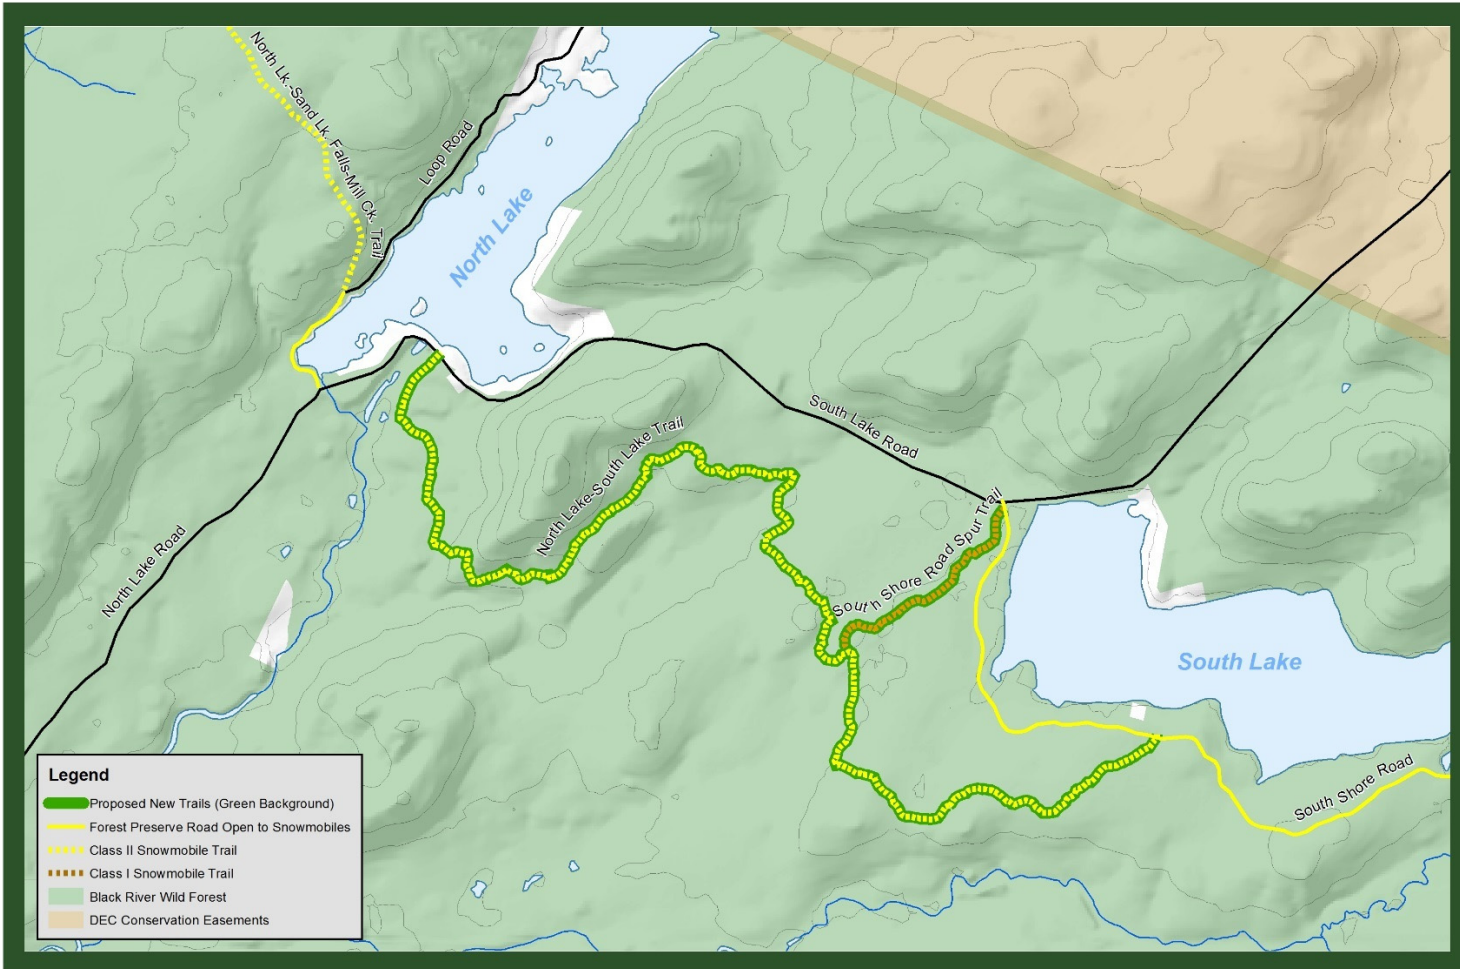 North Lk.-Sand Lk. Falls-Mill Ck. Trail
Loop Road
North Lake
South Lake Road
North Lake-South Lake Trail
South Shore Road Spur Trail
North Lake Road
South Lake
South Shore Road
Legend
Proposed New Trails (Green Background)
Forest Preserve Road Open to Snowmobiles
Class II Snowmobile Trail
Class I Snowmobile Trail
Black River Wild Forest
DEC Conservation Easements